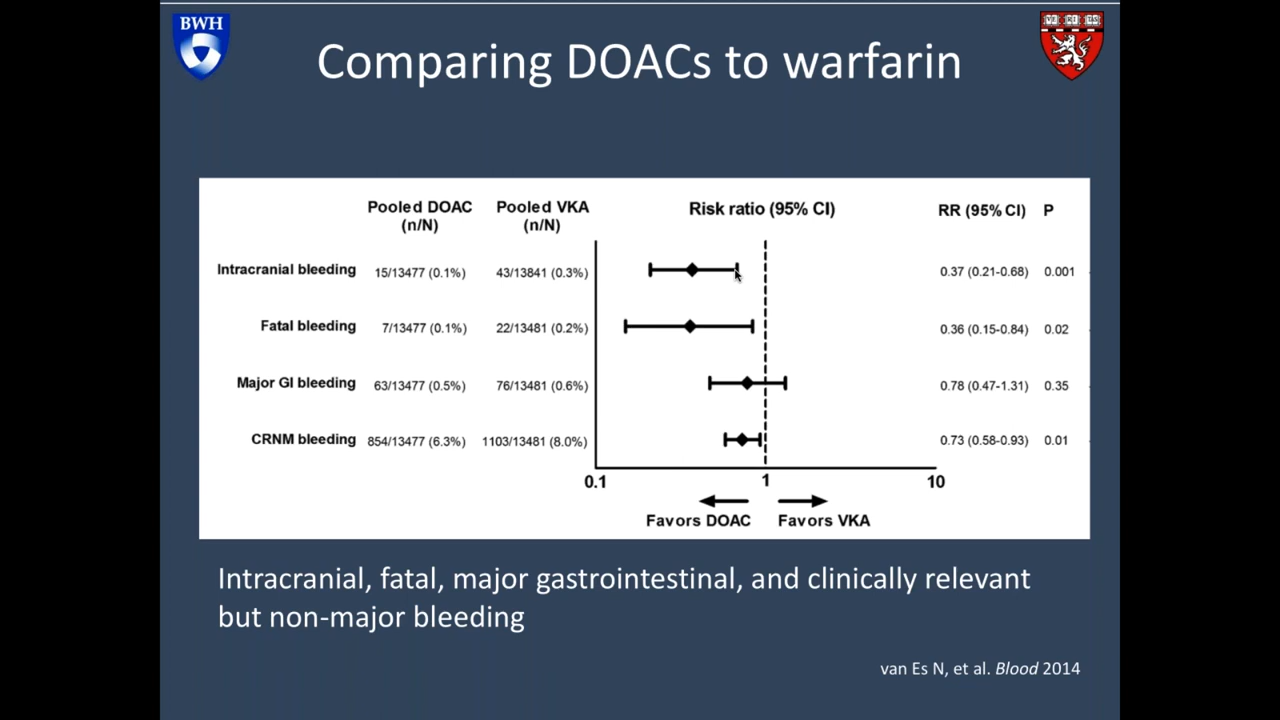 BWH
VE RI TAS
Comparing DOACs to warfarin
Pooled DOAC (n/N) Pooled VKA (n/N) Risk ratio (95% CI) RR (95% CI) P
Intracranial bleeding 15/13477 (0.1%) 43/13841 (0.3%) 0.37 (0.21-0.68) 0.001
Fatal bleeding 7/13477 (0.1%) 22/13481 (0.2%) 0.36 (0.15-0.84) 0.02
Major GI bleeding 63/13477 (0.5%) 76/13481 (0.6%) 0.78 (0.47-1.31) 0.35
CRNM bleeding 854/13477 (6.3%) 1103/13481 (8.0%) 0.73 (0.58-0.93) 0.01
0.1 1 10
Favors DOAC Favors VKA
Intracranial, fatal, major gastrointestinal, and clinically relevant
but non-major bleeding
van Es N, et al. Blood 2014